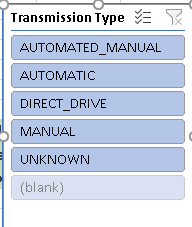 Transmission Type
AUTOMATED_MANUAL
AUTOMATIC
DIRECT_DRIVE
MANUAL
UNKNOWN
(blank)